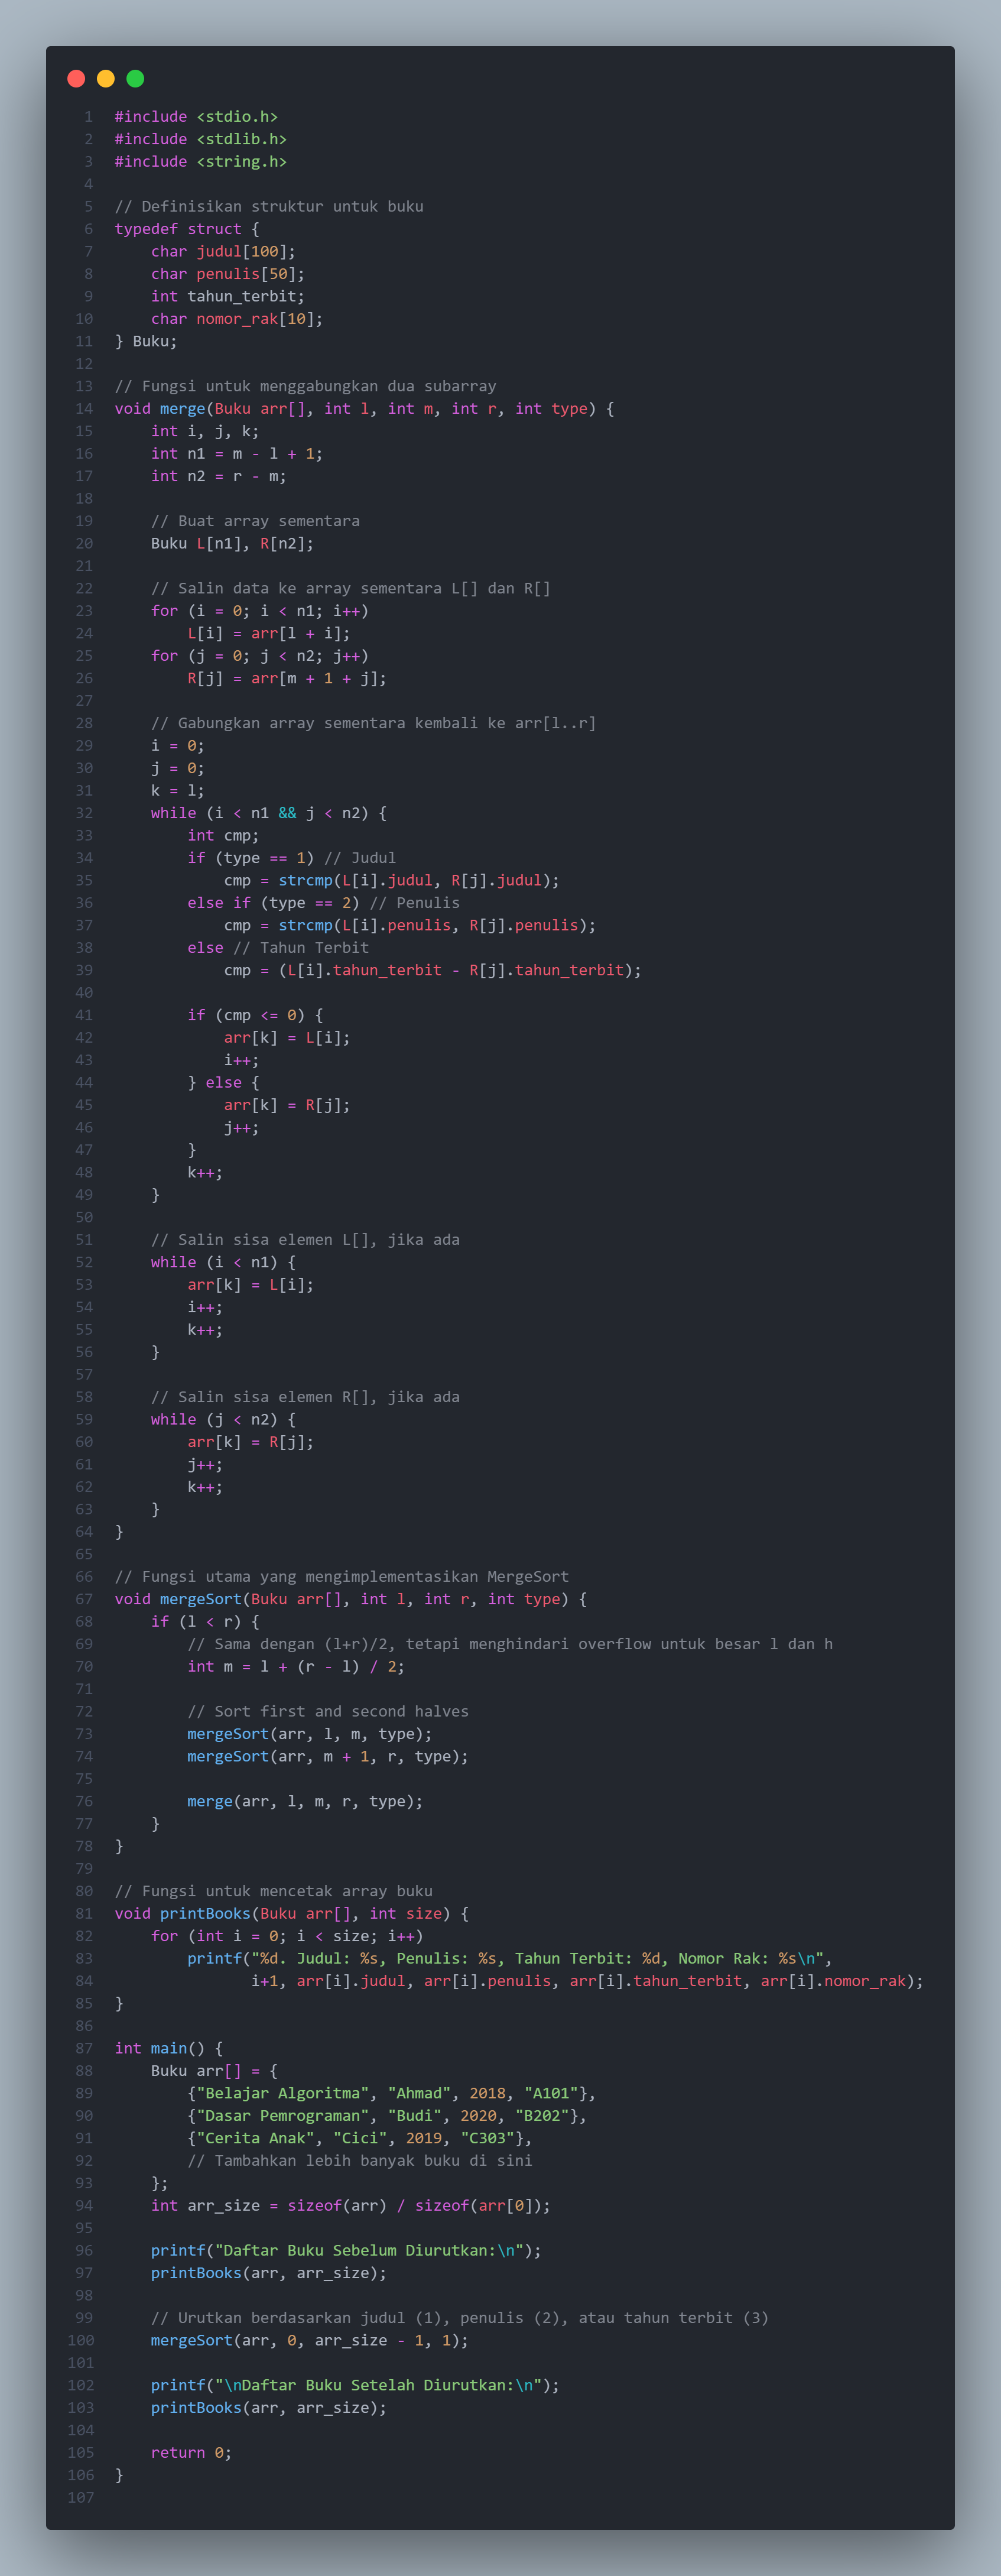 1 #include <stdio.h>
2 #include <stdlib.h>
3 #include <string.h>
4
5 // Definisikan struktur untuk buku
6 typedef struct {
7     char judul[100];
8     char penulis[50];
9     int tahun_terbit;
10     char nomor_rak[10];
11 } Buku;
12
13 // Fungsi untuk menggabungkan dua subarray
14 void merge(Buku arr[], int l, int m, int r, int type) {
15     int i, j, k;
16     int n1 = m - l + 1;
17     int n2 = r - m;
18
19     // Buat array sementara
20     Buku L[n1], R[n2];
21
22     // Salin data ke array sementara L[] dan R[]
23     for (i = 0; i < n1; i++)
24         L[i] = arr[l + i];
25     for (j = 0; j < n2; j++)
26         R[j] = arr[m + 1 + j];
27
28     // Gabungkan array sementara kembali ke arr[l..r]
29     i = 0;
30     j = 0;
31     k = l;
32     while (i < n1 && j < n2) {
33         int cmp;
34         if (type == 1) // Judul
35             cmp = strcmp(L[i].judul, R[j].judul);
36         else if (type == 2) // Penulis
37             cmp = strcmp(L[i].penulis, R[j].penulis);
38         else // Tahun Terbit
39             cmp = (L[i].tahun_terbit - R[j].tahun_terbit);
40
41         if (cmp <= 0) {
42             arr[k] = L[i];
43             i++;
44         } else {
45             arr[k] = R[j];
46             j++;
47         }
48         k++;
49     }
50
51     // Salin sisa elemen L[], jika ada
52     while (i < n1) {
53         arr[k] = L[i];
54         i++;
55         k++;
56     }
57
58     // Salin sisa elemen R[], jika ada
59     while (j < n2) {
60         arr[k] = R[j];
61         j++;
62         k++;
63     }
64 }
65
66 // Fungsi utama yang mengimplementasikan MergeSort
67 void mergeSort(Buku arr[], int l, int r, int type) {
68     if (l < r) {
69         // Sama dengan (l+r)/2, tetapi menghindari overflow untuk besar l dan h
70         int m = l + (r - l) / 2;
71
72         // Sort first and second halves
73         mergeSort(arr, l, m, type);
74         mergeSort(arr, m + 1, r, type);
75
76         merge(arr, l, m, r, type);
77     }
78 }
79
80 // Fungsi untuk mencetak array buku
81 void printBooks(Buku arr[], int size) {
82     for (int i = 0; i < size; i++)
83         printf("%d. Judul: %s, Penulis: %s, Tahun Terbit: %d, Nomor Rak: %s\n",
84                i+1, arr[i].judul, arr[i].penulis, arr[i].tahun_terbit, arr[i].nomor_rak);
85 }
86
87 int main() {
88     Buku arr[] = {
89         {"Belajar Algoritma", "Ahmad", 2018, "A101"},
90         {"Dasar Pemrograman", "Budi", 2020, "B202"},
91         {"Cerita Anak", "Cici", 2019, "C303"},
92         // Tambahkan lebih banyak buku di sini
93     };
94     int arr_size = sizeof(arr) / sizeof(arr[0]);
95
96     printf("Daftar Buku Sebelum Diurutkan:\n");
97     printBooks(arr, arr_size);
98
99     // Urutkan berdasarkan judul (1), penulis (2), atau tahun terbit (3)
100     mergeSort(arr, 0, arr_size - 1, 1);
101
102     printf("\nDaftar Buku Setelah Diurutkan:\n");
103     printBooks(arr, arr_size);
104
105     return 0;
106 }
107